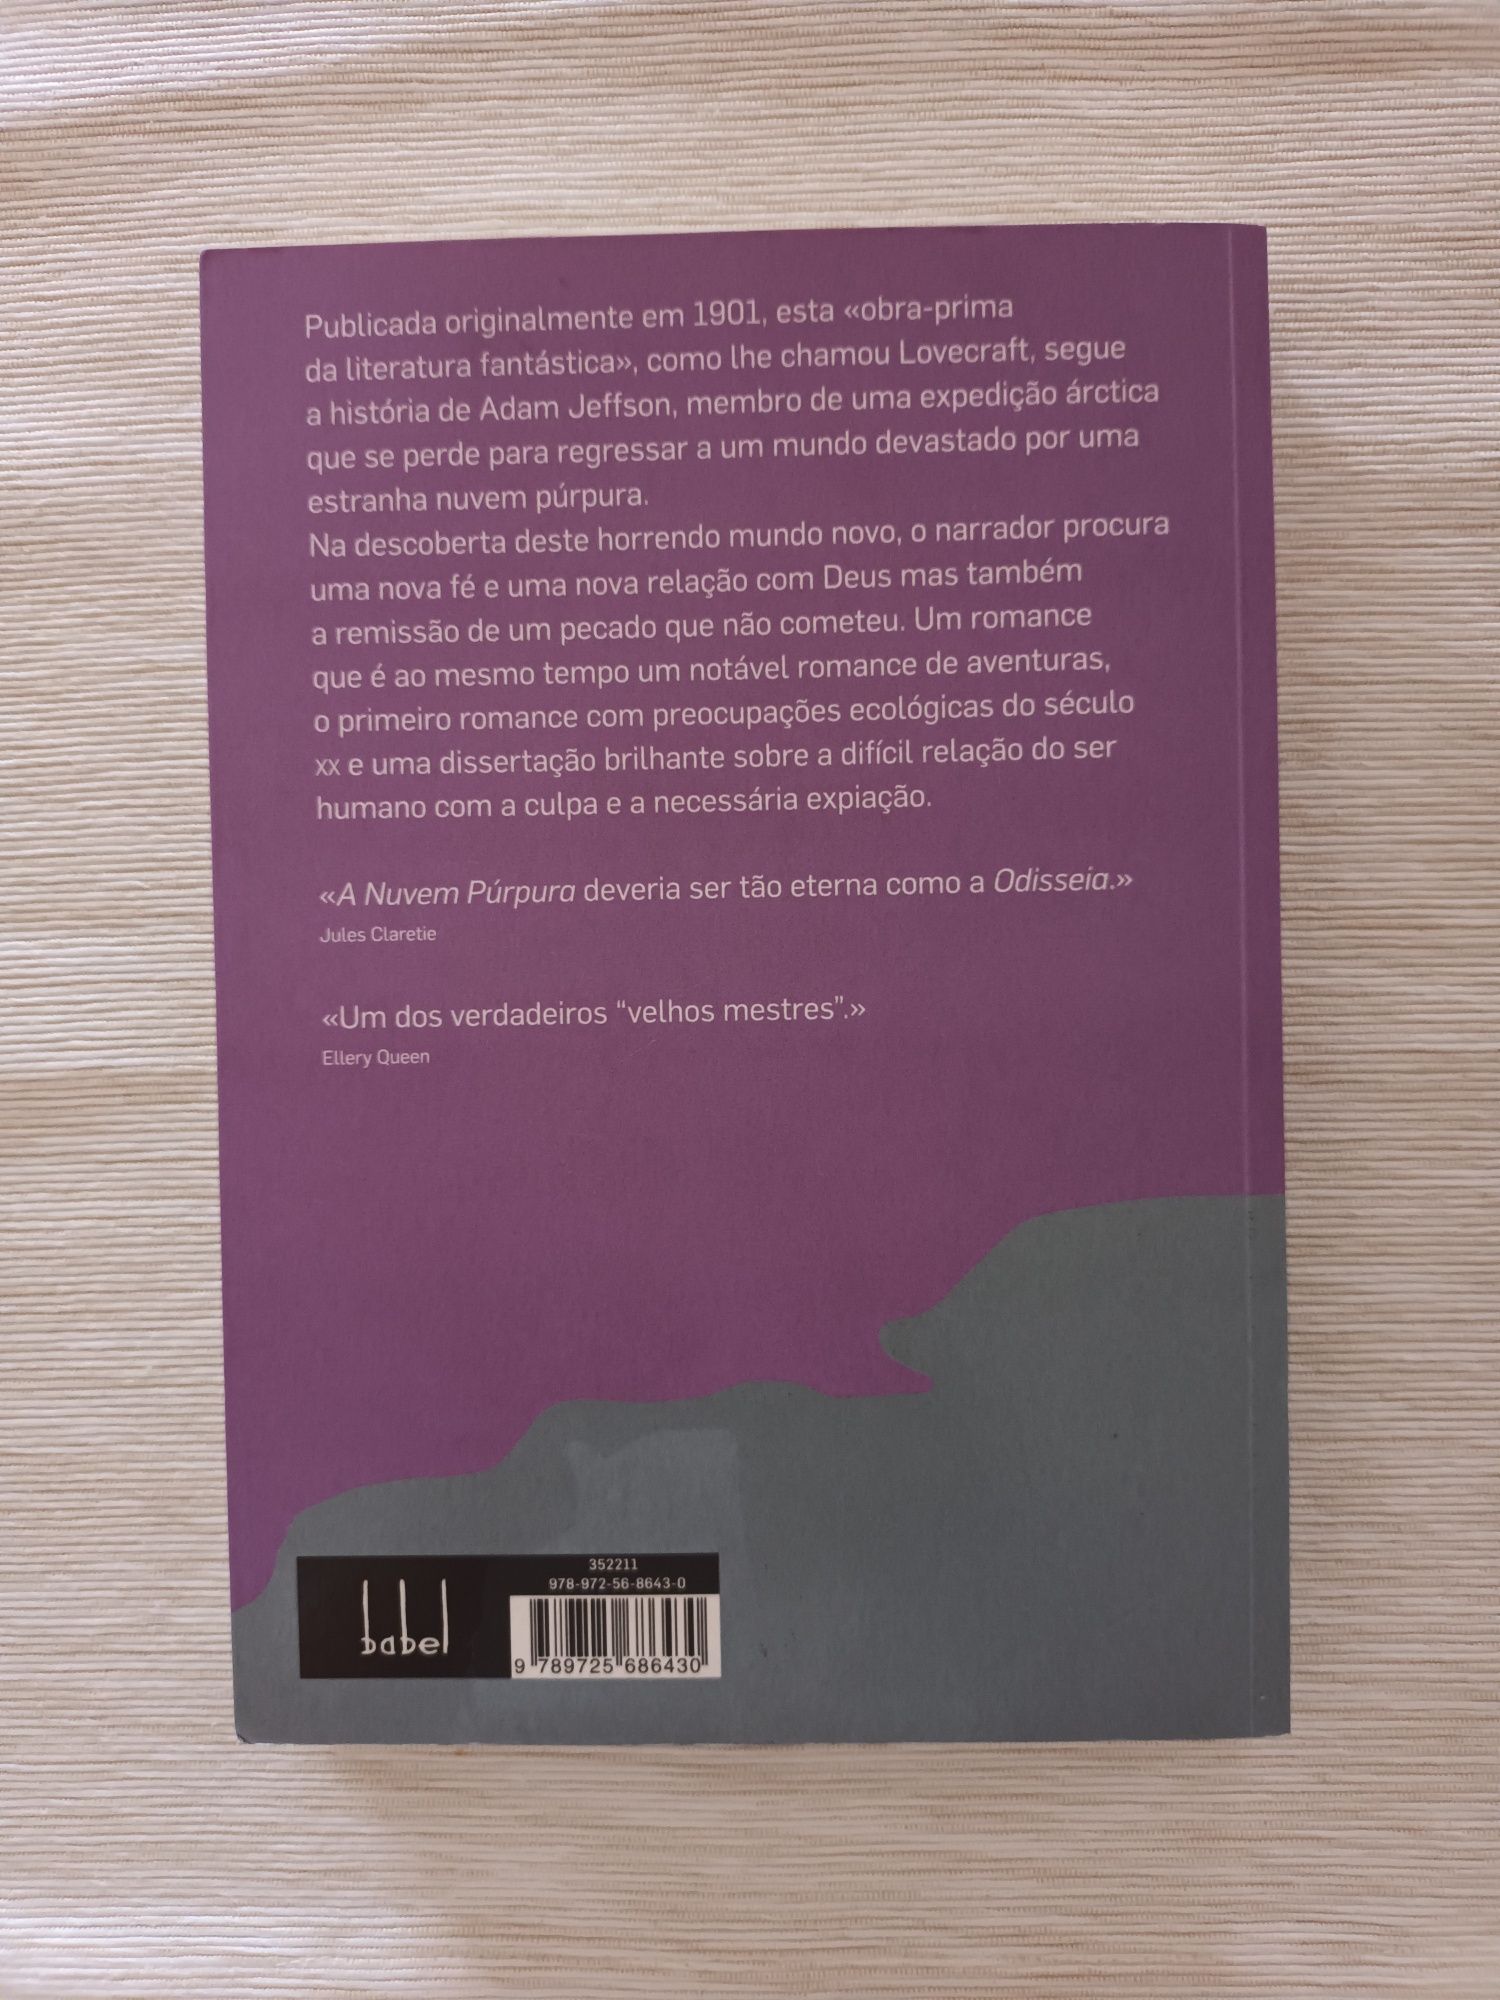 Publicada originalmente em 1901, esta «obra-prima
da literatura fantástica», como lhe chamou Lovecraft, segue
a história de Adam Jeffson, membro de uma expedição árctica
que se perde para regressar a um mundo devastado por uma
estranha nuvem púrpura.
Na descoberta deste horrendo mundo novo, o narrador procura
uma nova fé e uma nova relação com Deus mas também
a remissão de um pecado que não cometeu. Um romance
que é ao mesmo tempo um notável romance de aventuras,
o primeiro romance com preocupações ecológicas do século
xx e uma dissertação brilhante sobre a difícil relação do ser
humano com a culpa e a necessária expiação.
«A Nuvem Púrpura deveria ser tão eterna como a Odisseia.»
Jules Claretie
«Um dos verdadeiros “velhos mestres”.»
Ellery Queen
352211
978-972-56-8643-0
babel
9 789725 686430